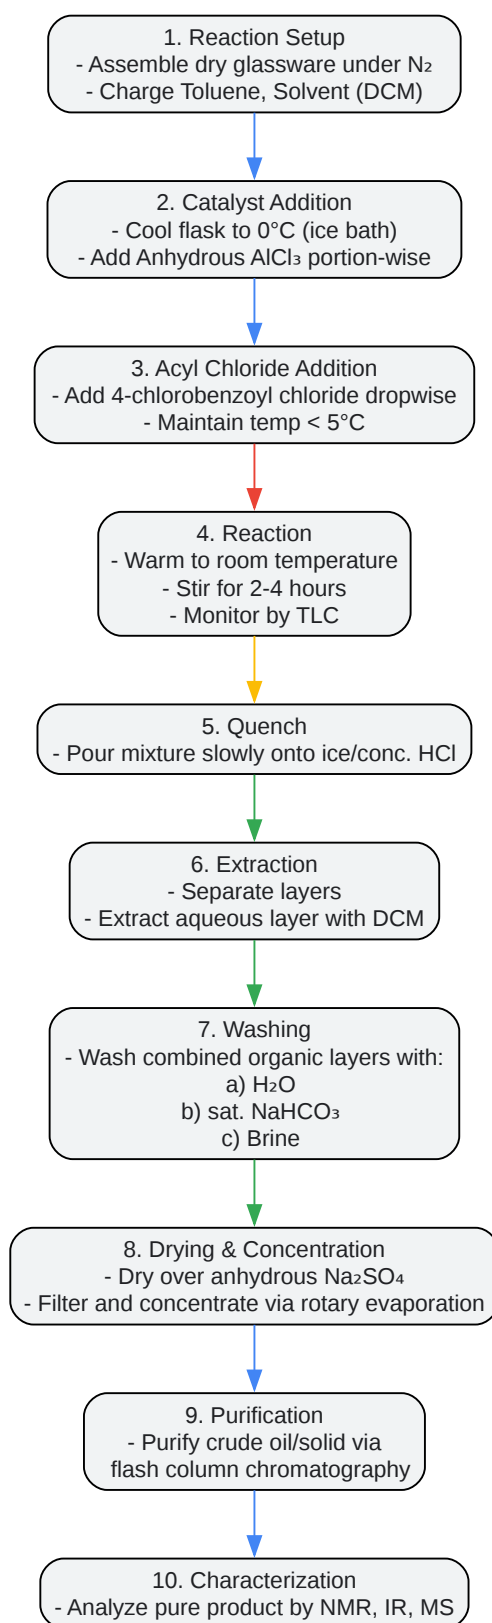 1. Reaction Setup
- Assemble dry glassware under N₂
- Charge Toluene, Solvent (DCM)
2. Catalyst Addition
- Cool flask to 0°C (ice bath)
- Add Anhydrous AlCl₃ portion-wise
3. Acyl Chloride Addition
- Add 4-chlorobenzoyl chloride dropwise
- Maintain temp < 5°C
4. Reaction
- Warm to room temperature
- Stir for 2-4 hours
- Monitor by TLC
5. Quench
- Pour mixture slowly onto ice/conc. HCl
6. Extraction
- Separate layers
- Extract aqueous layer with DCM
7. Washing
- Wash combined organic layers with:
a) H₂O
b) sat. NaHCO₃
c) Brine
8. Drying & Concentration
- Dry over anhydrous Na₂SO₄
- Filter and concentrate via rotary evaporation
9. Purification
- Purify crude oil/solid via
flash column chromatography
10. Characterization
- Analyze pure product by NMR, IR, MS